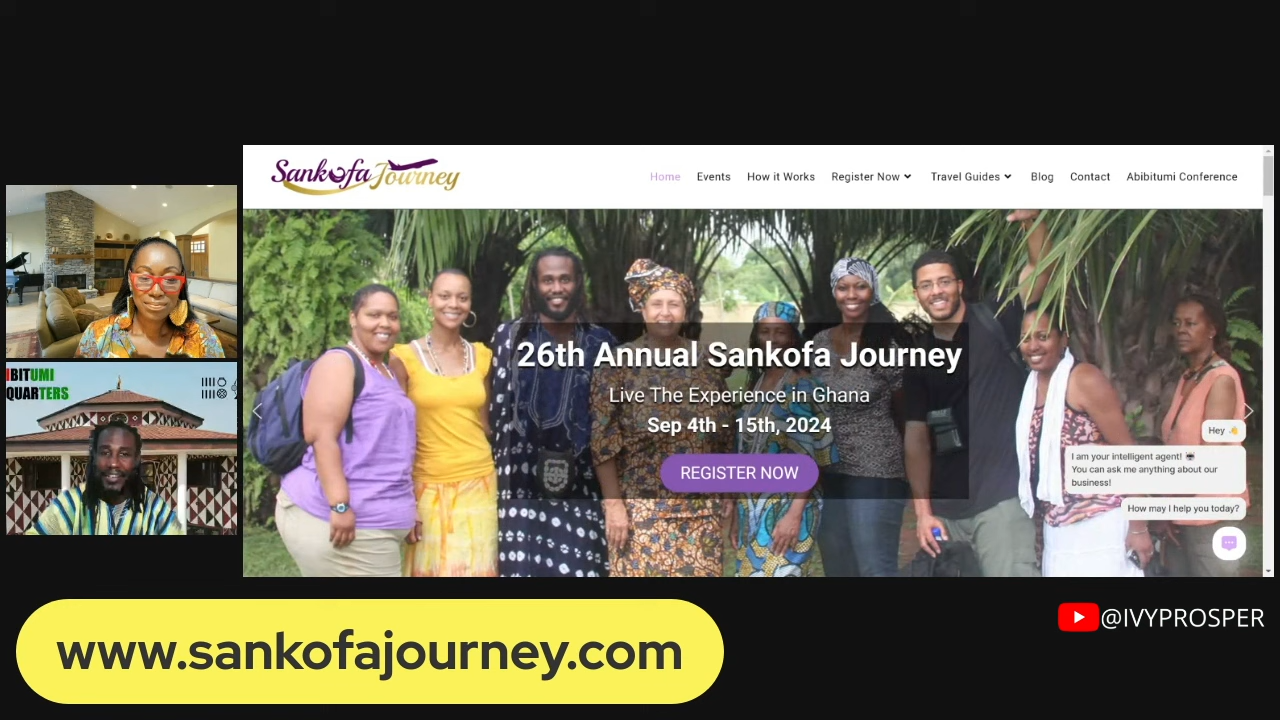 Sankofa Journey
Home Events How it Works Register Now Travel Guides Blog Contact Abibitumi Conference
IBITUMI
QUARTERS
26th Annual Sankofa Journey
Live The Experience in Ghana
Sep 4th - 15th, 2024
REGISTER NOW
Hey 👋
I am your intelligent agent!
You can ask me anything about our
business!
How may I help you today?
@IVYPROSPER
www.sankofajourney.com